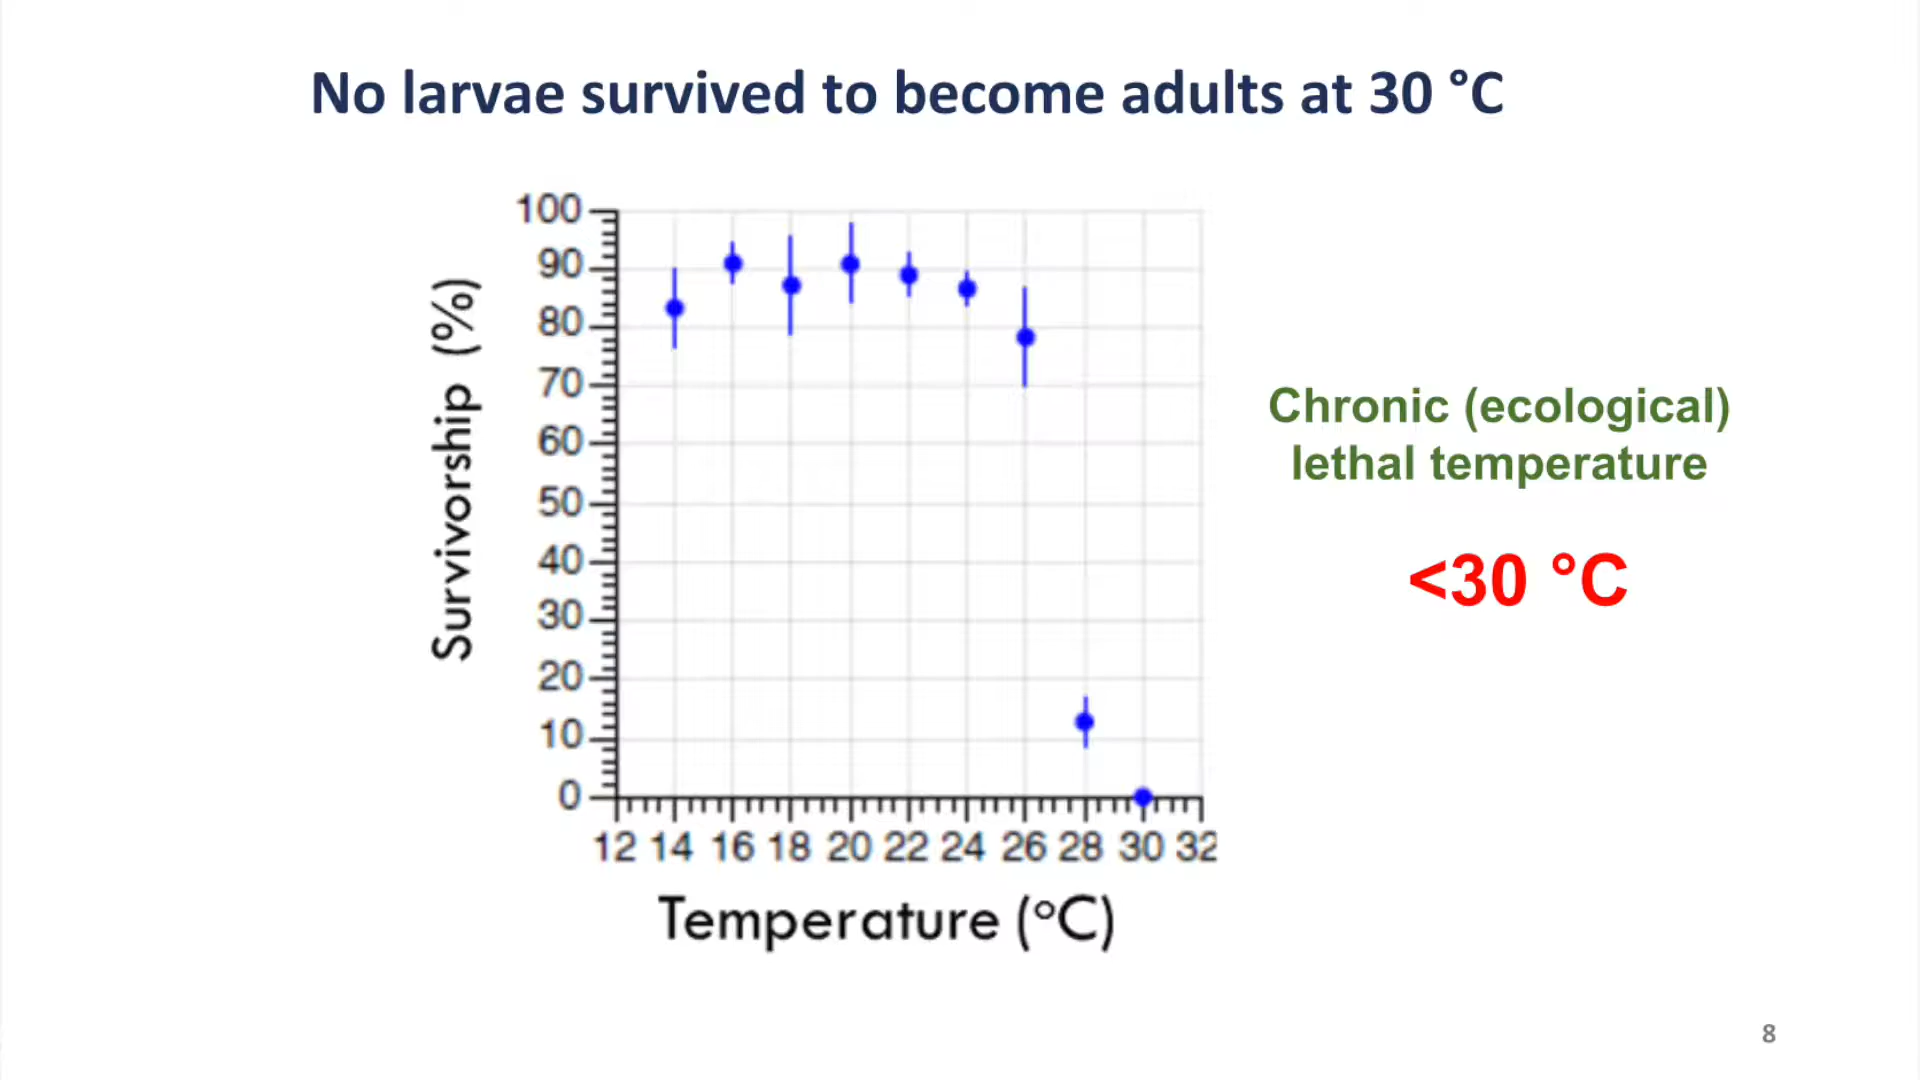 No larvae survived to become adults at 30 °C
100
90
80
70
60
50
40
30
20
10
0
Survivorship (%)
12 14 16 18 20 22 24 26 28 30 32
Temperature (°C)
Chronic (ecological)
lethal temperature
<30 °C
8